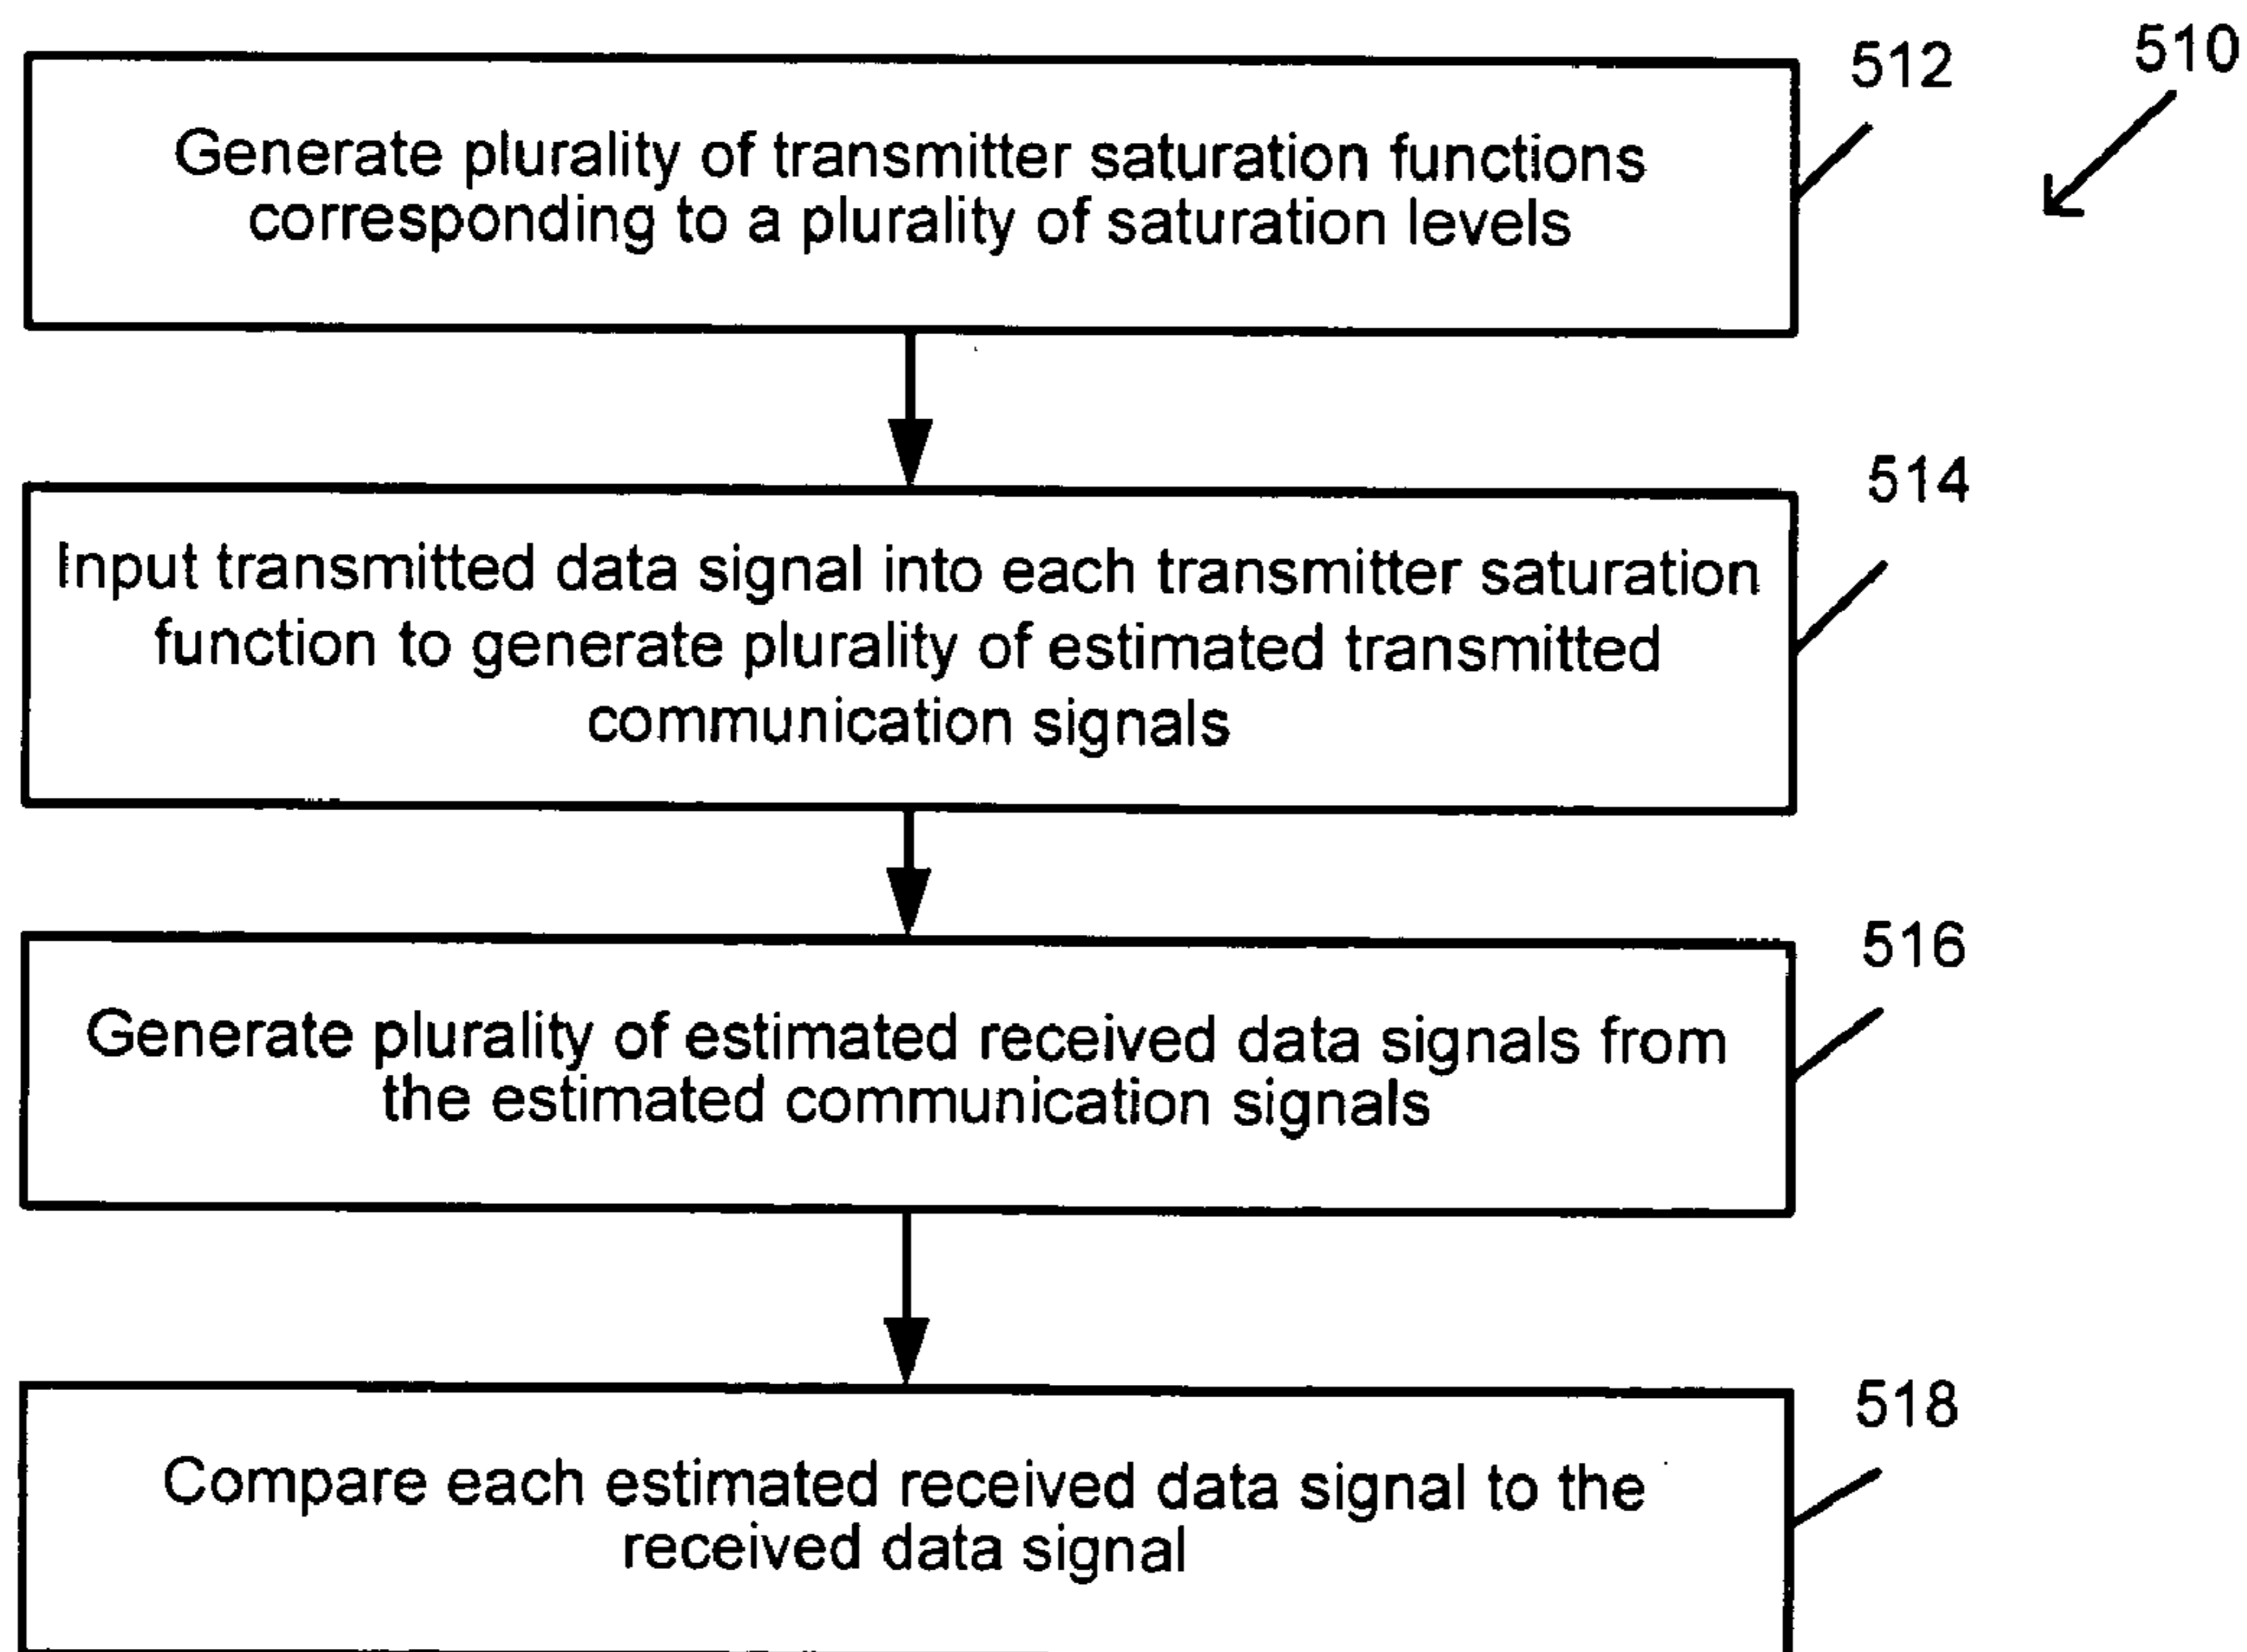 510
512
Generate plurality of transmitter saturation functions
corresponding to a plurality of saturation levels
514
Input transmitted data signal into each transmitter saturation
function to generate plurality of estimated transmitted
communication signals
516
Generate plurality of estimated received data signals from
the estimated communication signals
518
Compare each estimated received data signal to the
received data signal